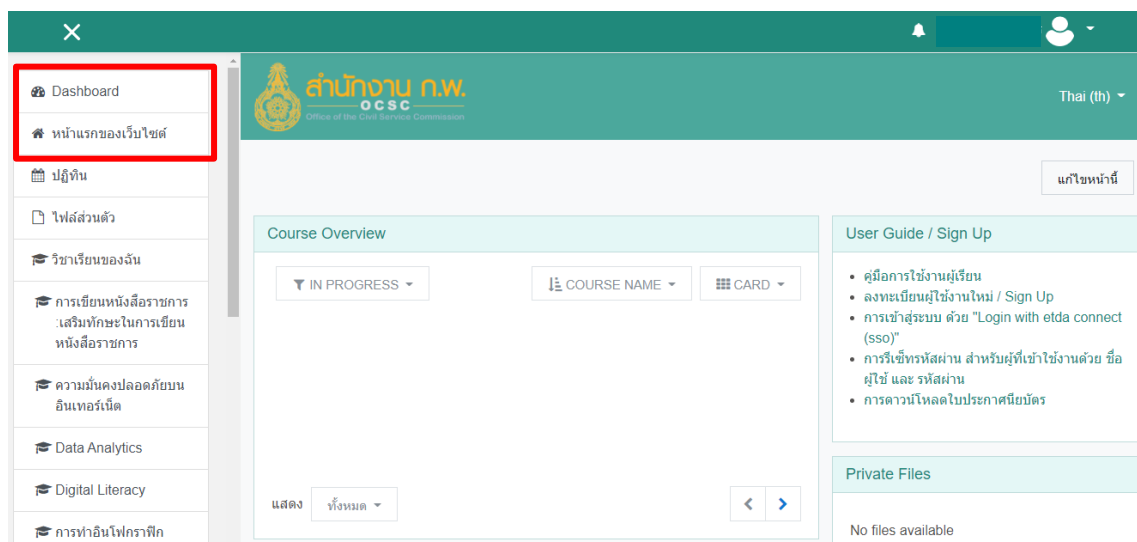 Dashboard
หน้าแรกของเว็บไซต์
ปฏิทิน
ไฟล์ส่วนตัว
วิชาเรียนของฉัน
การเขียนหนังสือราชการ
:เสริมทักษะในการเขียน
หนังสือราชการ
ความมั่นคงปลอดภัยบน
อินเทอร์เน็ต
Data Analytics
Digital Literacy
การทำอินโฟกราฟิก
สำนักงาน ก.พ.
OCSC
Office of the Civil Service Commission
Thai (th)
แก้ไขหน้านี้
Course Overview
IN PROGRESS
COURSE NAME
CARD
แสดง ทั้งหมด
User Guide / Sign Up
คู่มือการใช้งานผู้เรียน
ลงทะเบียนผู้ใช้งานใหม่ / Sign Up
การเข้าสู่ระบบ ด้วย "Login with etda connect
(sso)"
การรีเซ็ทรหัสผ่าน สำหรับผู้ที่เข้าใช้งานด้วย ชื่อ
ผู้ใช้ และ รหัสผ่าน
การดาวน์โหลดใบประกาศนียบัตร
Private Files
No files available